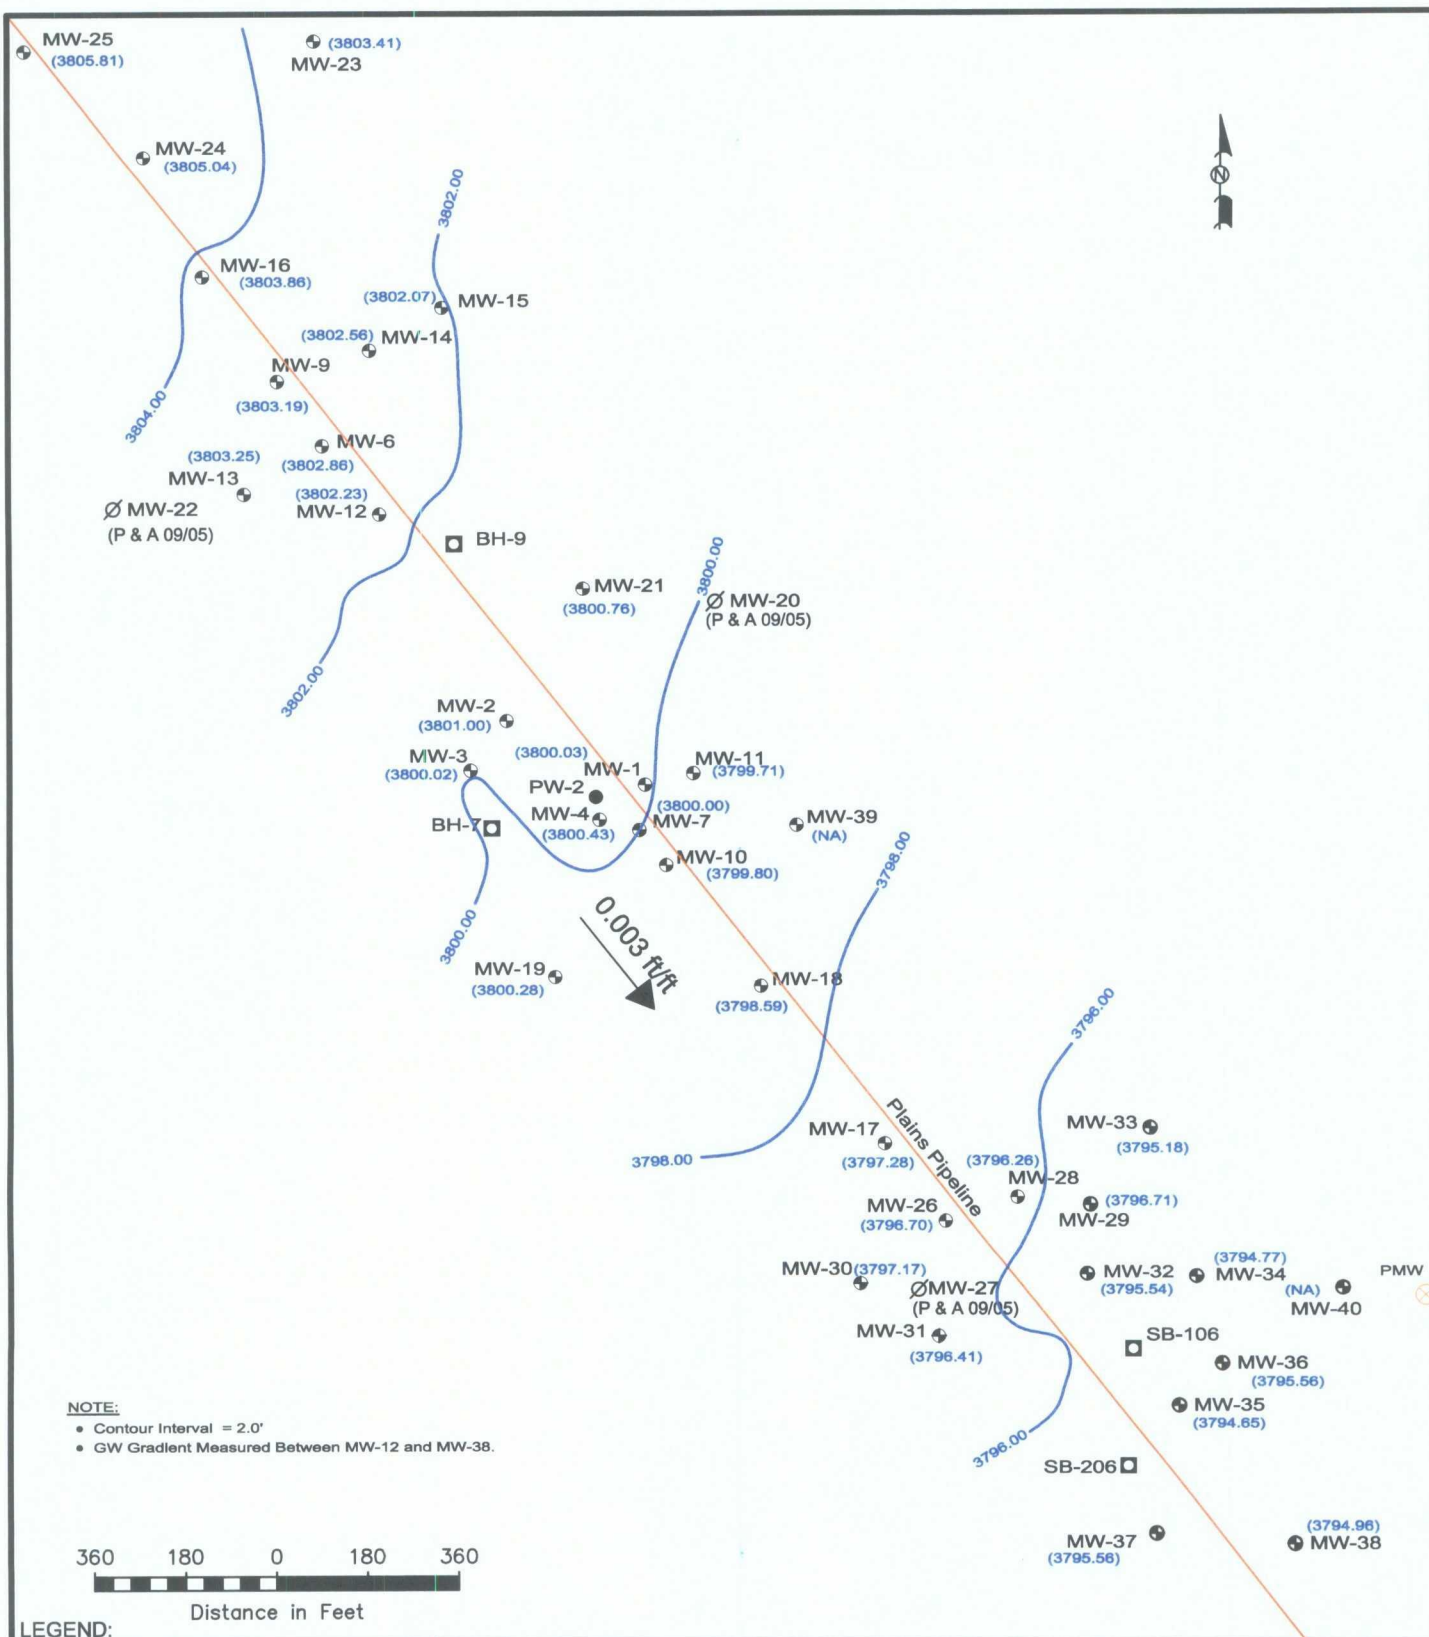 MW-25
(3805.81)
(3803.41)
MW-23
MW-24
(3805.04)
3802.00
N
MW-16
(3803.86)
(3802.07)
MW-15
(3802.56)
MW-14
MW-9
(3803.19)
3804.00
MW-6
(3802.86)
(3803.25)
MW-13
(3802.23)
MW-12
MW-22
(P & A 09/05)
BH-9
MW-21
(3800.76)
3800.00
MW-20
(P & A 09/05)
3802.00
MW-2
(3801.00)
MW-3
(3800.02)
(3800.03)
MW-1
MW-11
(3799.71)
PW-2
MW-4
(3800.43)
(3800.00)
MW-7
MW-39
(NA)
BH-7
MW-10
(3799.80)
3798.00
3800.00
0.003 ft/ft
MW-19
(3800.28)
MW-18
(3798.59)
3796.00
Plains Pipeline
MW-17
(3797.28)
3798.00
MW-33
(3795.18)
(3796.26)
MW-28
(3796.71)
MW-29
MW-26
(3796.70)
MW-30
(3797.17)
MW-27
(P & A 09/05)
MW-32
(3795.54)
(3794.77)
MW-34
(NA)
MW-40
PMW
MW-31
(3796.41)
SB-106
MW-36
(3795.56)
MW-35
(3794.65)
3796.00
SB-206
MW-37
(3795.56)
(3794.96)
MW-38
NOTE:
• Contour Interval = 2.0'
• GW Gradient Measured Between MW-12 and MW-38.
360 180 0 180 360
Distance in Feet
LEGEND: